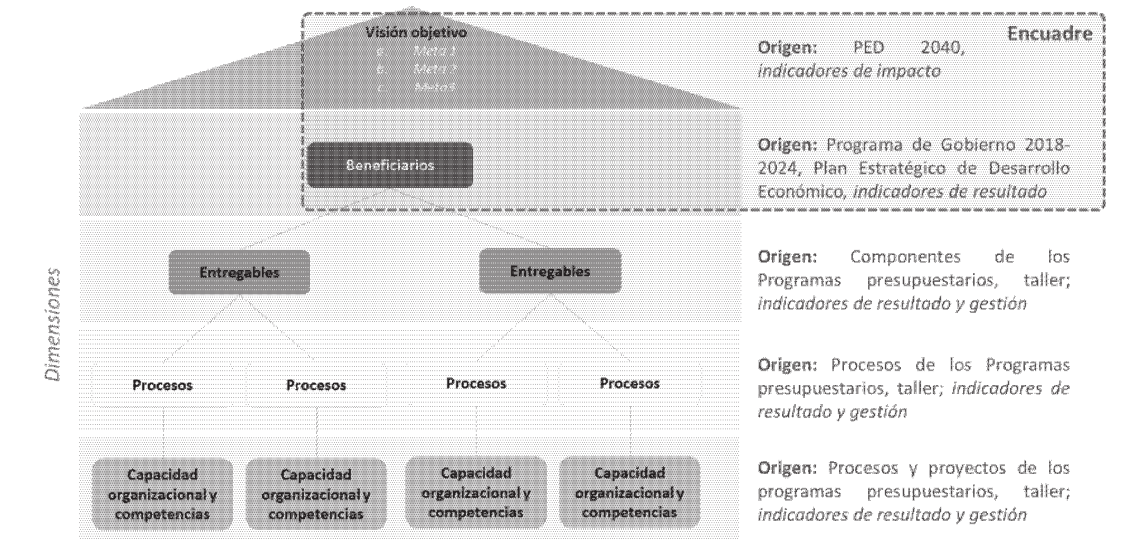 Encuadre
Visión objetivo
a. Meta 1
b. Meta 2
c. Meta3
Origen: PED 2040,
indicadores de impacto
Beneficiarios
Origen: Programa de Gobierno 2018-
2024, Plan Estratégico de Desarrollo
Económico, indicadores de resultado
Dimensiones
Entregables
Entregables
Origen: Componentes de los
Programas presupuestarios, taller;
indicadores de resultado y gestión
Procesos
Procesos
Procesos
Procesos
Origen: Procesos de los Programas
presupuestarios, taller; indicadores de
resultado y gestión
Capacidad
organizacional y
competencias
Capacidad
organizacional y
competencias
Capacidad
organizacional y
competencias
Capacidad
organizacional y
competencias
Origen: Procesos y proyectos de los
programas presupuestarios, taller;
indicadores de resultado y gestión